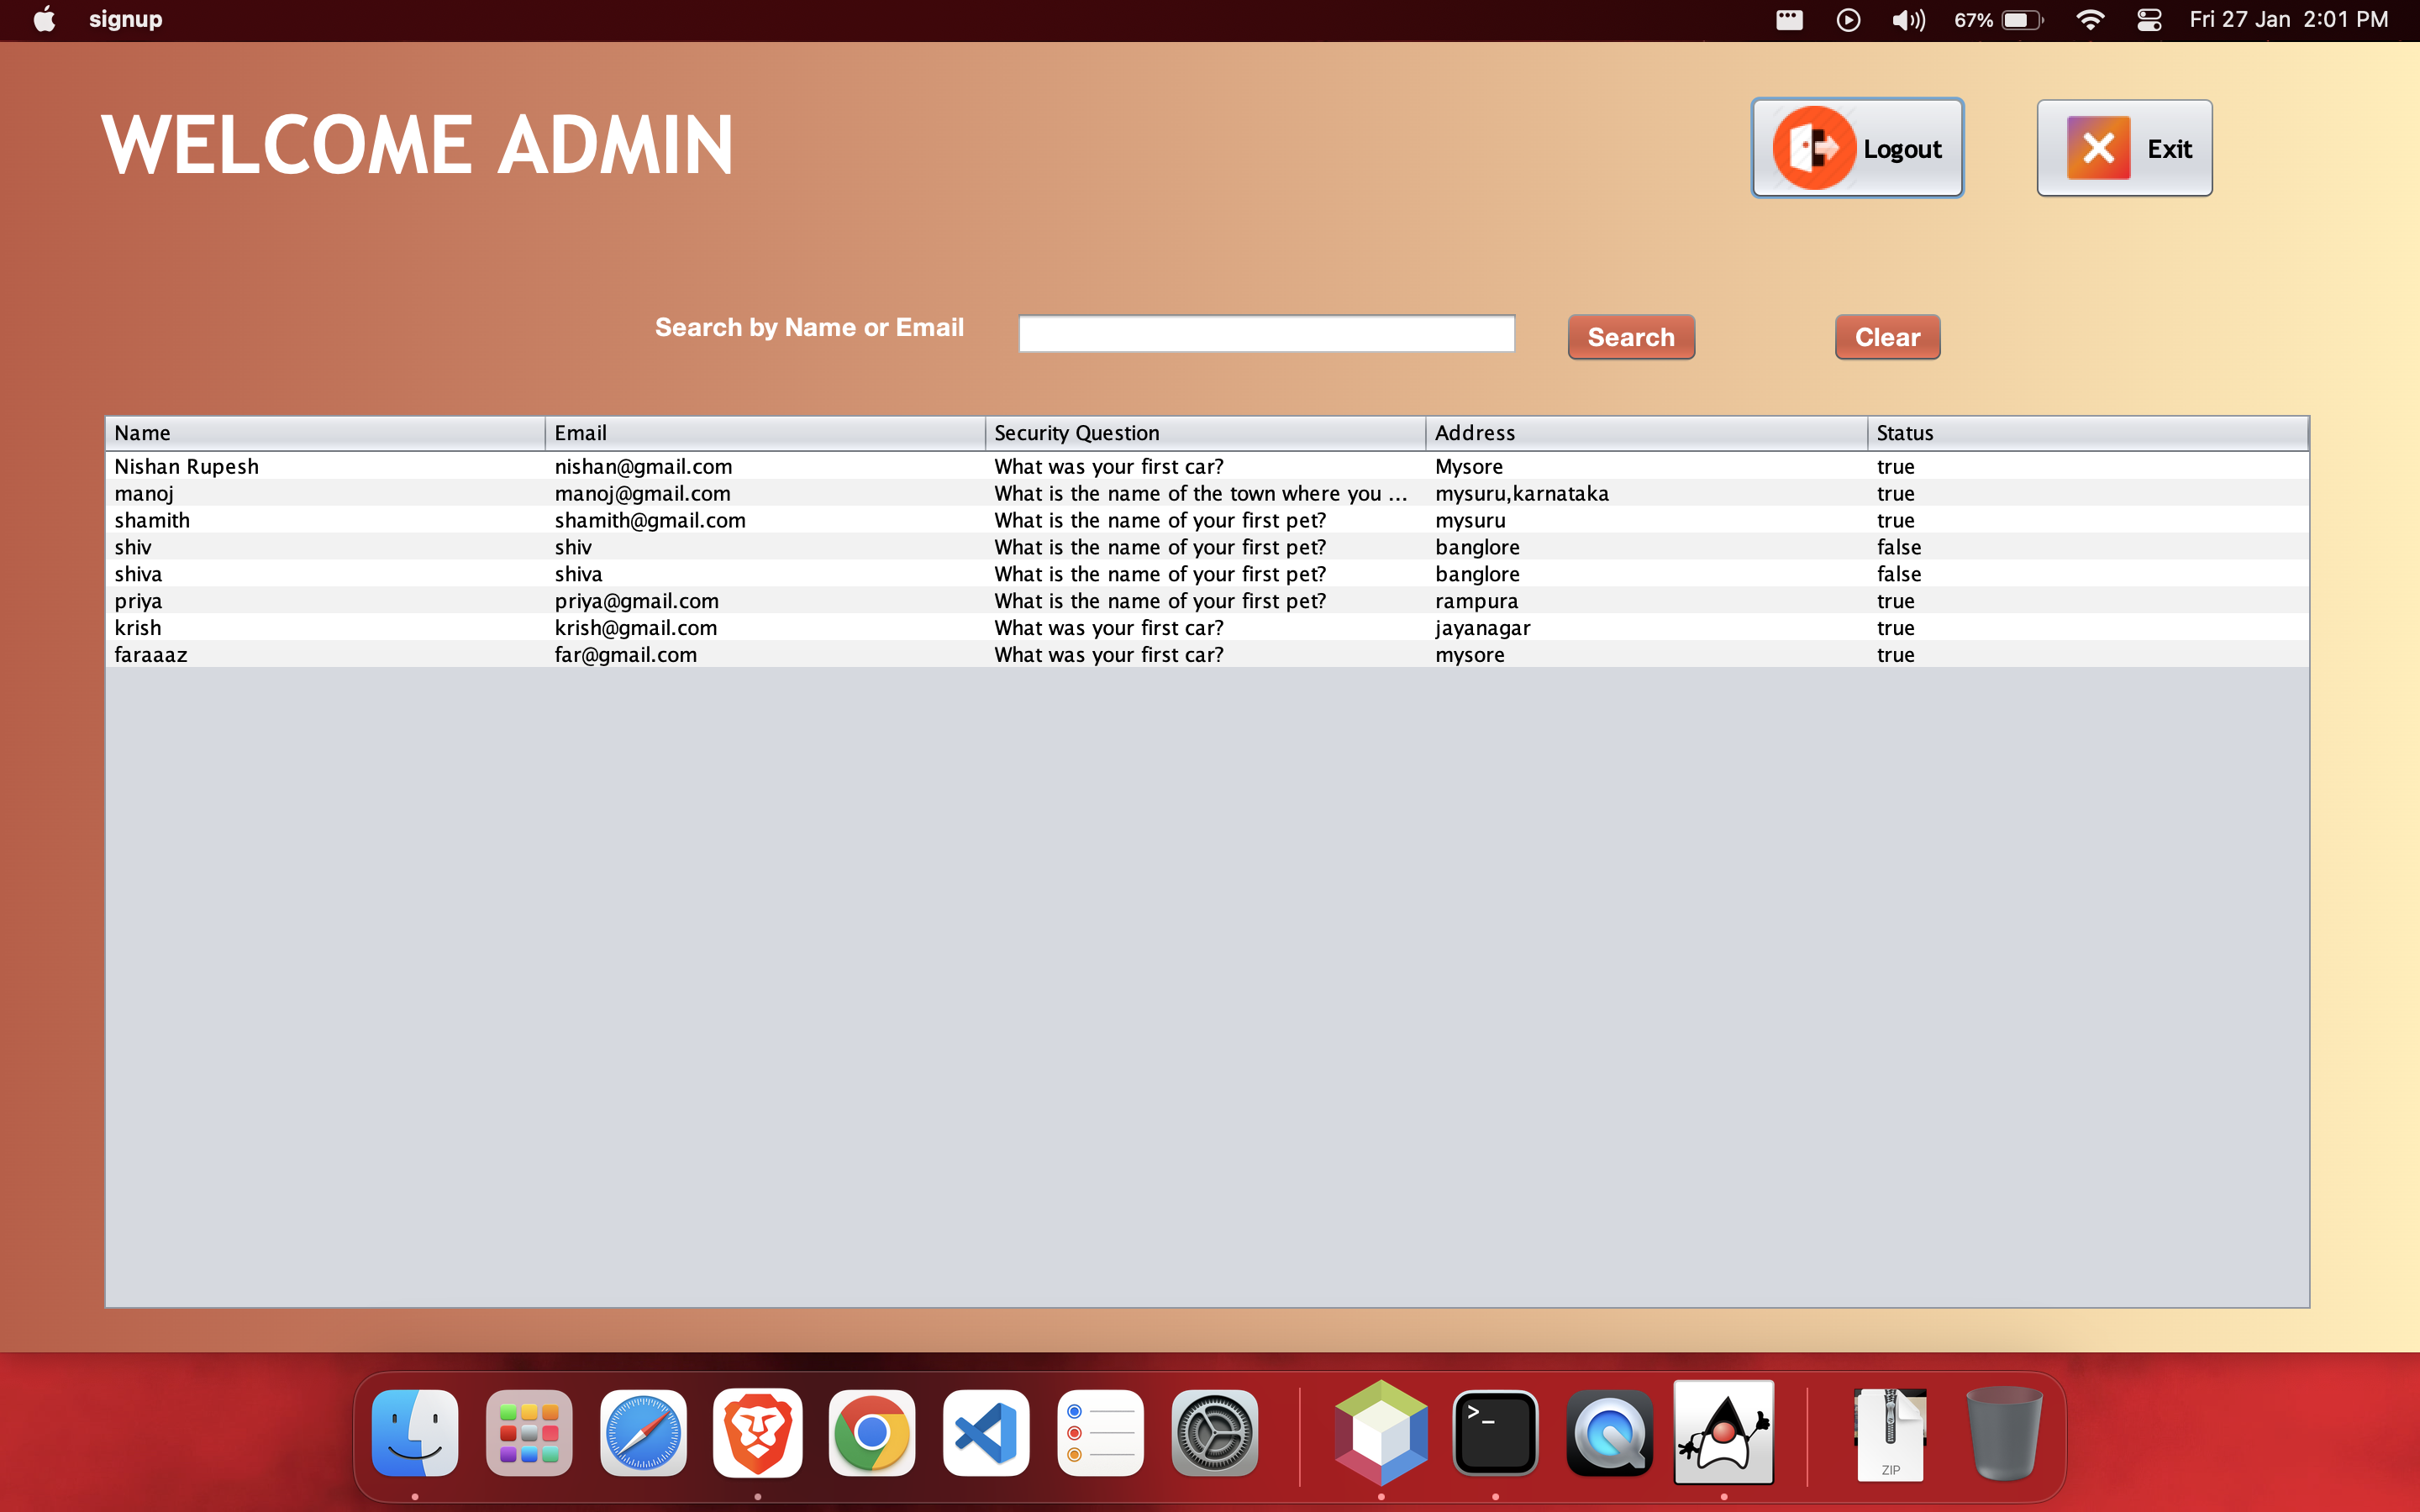 signup 67% Fri 27 Jan 2:01 PM
WELCOME ADMIN
Logout Exit
Search by Name or Email Search Clear
Name Email Security Question Address Status
Nishan Rupesh nishan@gmail.com What was your first car? Mysore true
manoj manoj@gmail.com What is the name of the town where you ... mysuru,karnataka true
shamith shamith@gmail.com What is the name of your first pet? mysuru true
shiv shiv What is the name of your first pet? banglore false
shiva shiva What is the name of your first pet? banglore false
priya priya@gmail.com What is the name of your first pet? rampura true
krish krish@gmail.com What was your first car? jayanagar true
faraaaz far@gmail.com What was your first car? mysore true
>_
ZIP